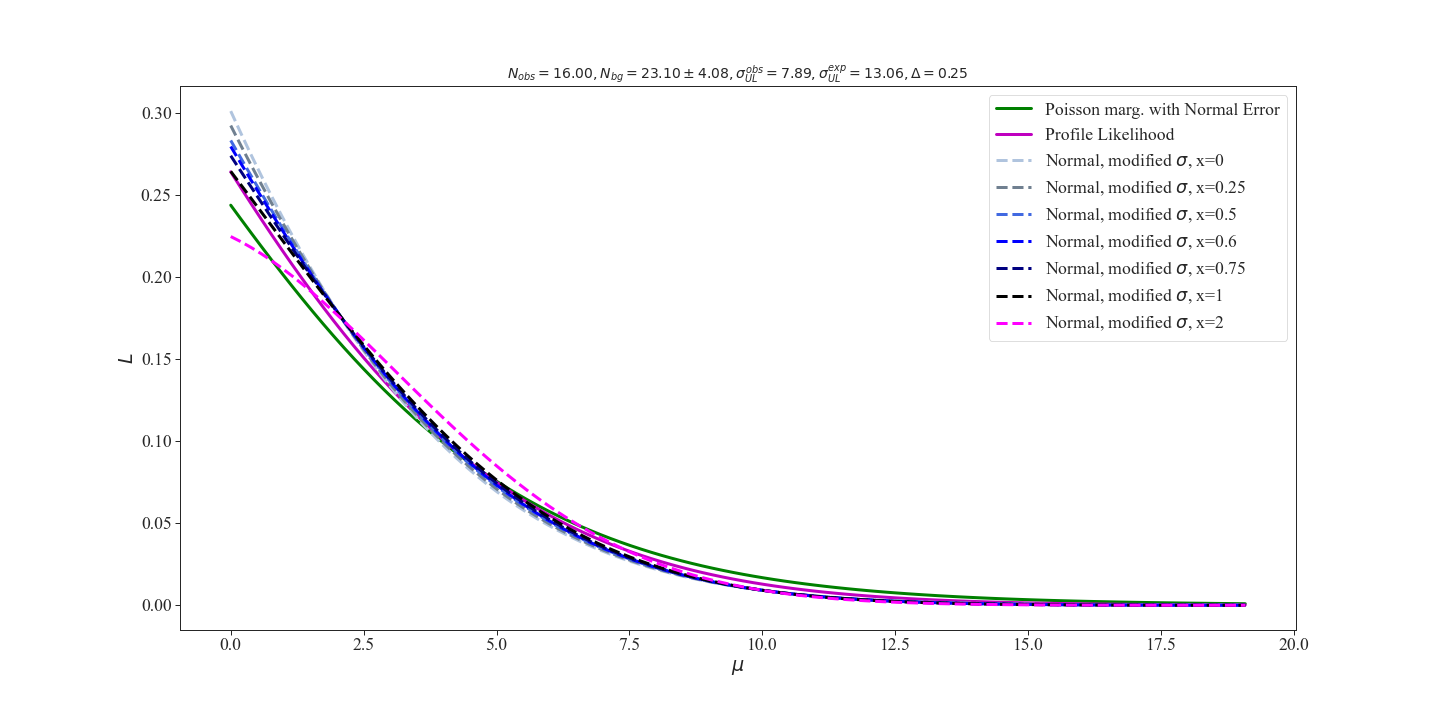 N_obs = 16.00, N_bg = 23.10 ± 4.08, σ_UL^obs = 7.89, σ_UL^exp = 13.06, Δ = 0.25
Poisson marg. with Normal Error
Profile Likelihood
Normal, modified σ, x=0
Normal, modified σ, x=0.25
Normal, modified σ, x=0.5
Normal, modified σ, x=0.6
Normal, modified σ, x=0.75
Normal, modified σ, x=1
Normal, modified σ, x=2
L
0.30
0.25
0.20
0.15
0.10
0.05
0.00
0.0 2.5 5.0 7.5 10.0 12.5 15.0 17.5 20.0
μ